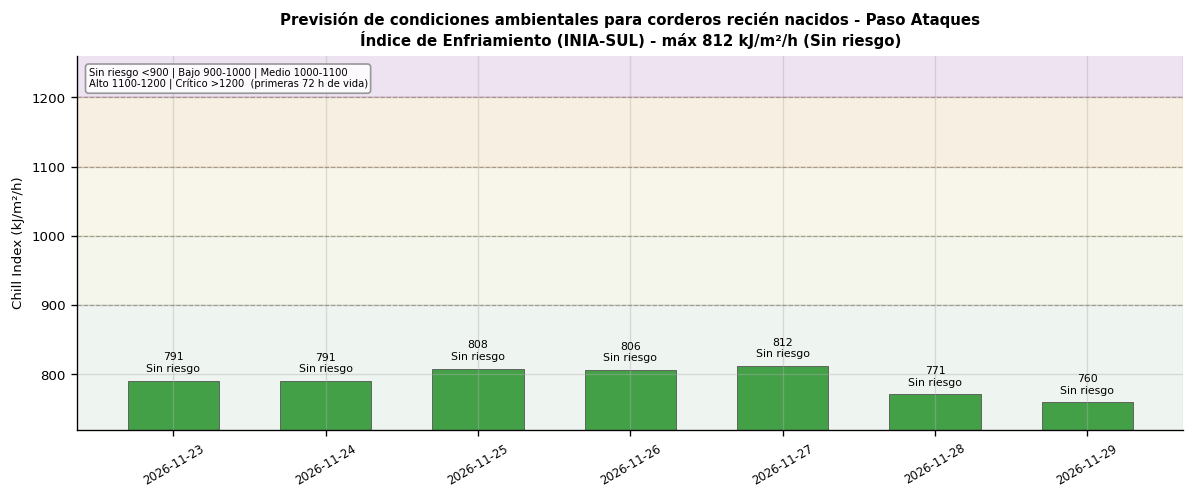 Previsión de condiciones ambientales para corderos recién nacidos - Paso Ataques
Índice de Enfriamiento (INIA-SUL) - máx 812 kJ/m²/h (Sin riesgo)
Sin riesgo <900 | Bajo 900-1000 | Medio 1000-1100
Alto 1100-1200 | Crítico >1200  (primeras 72 h de vida)
Chill Index (kJ/m²/h)
1200
1100
1000
900
800
791
Sin riesgo
791
Sin riesgo
808
Sin riesgo
806
Sin riesgo
812
Sin riesgo
771
Sin riesgo
760
Sin riesgo
2026-11-23
2026-11-24
2026-11-25
2026-11-26
2026-11-27
2026-11-28
2026-11-29